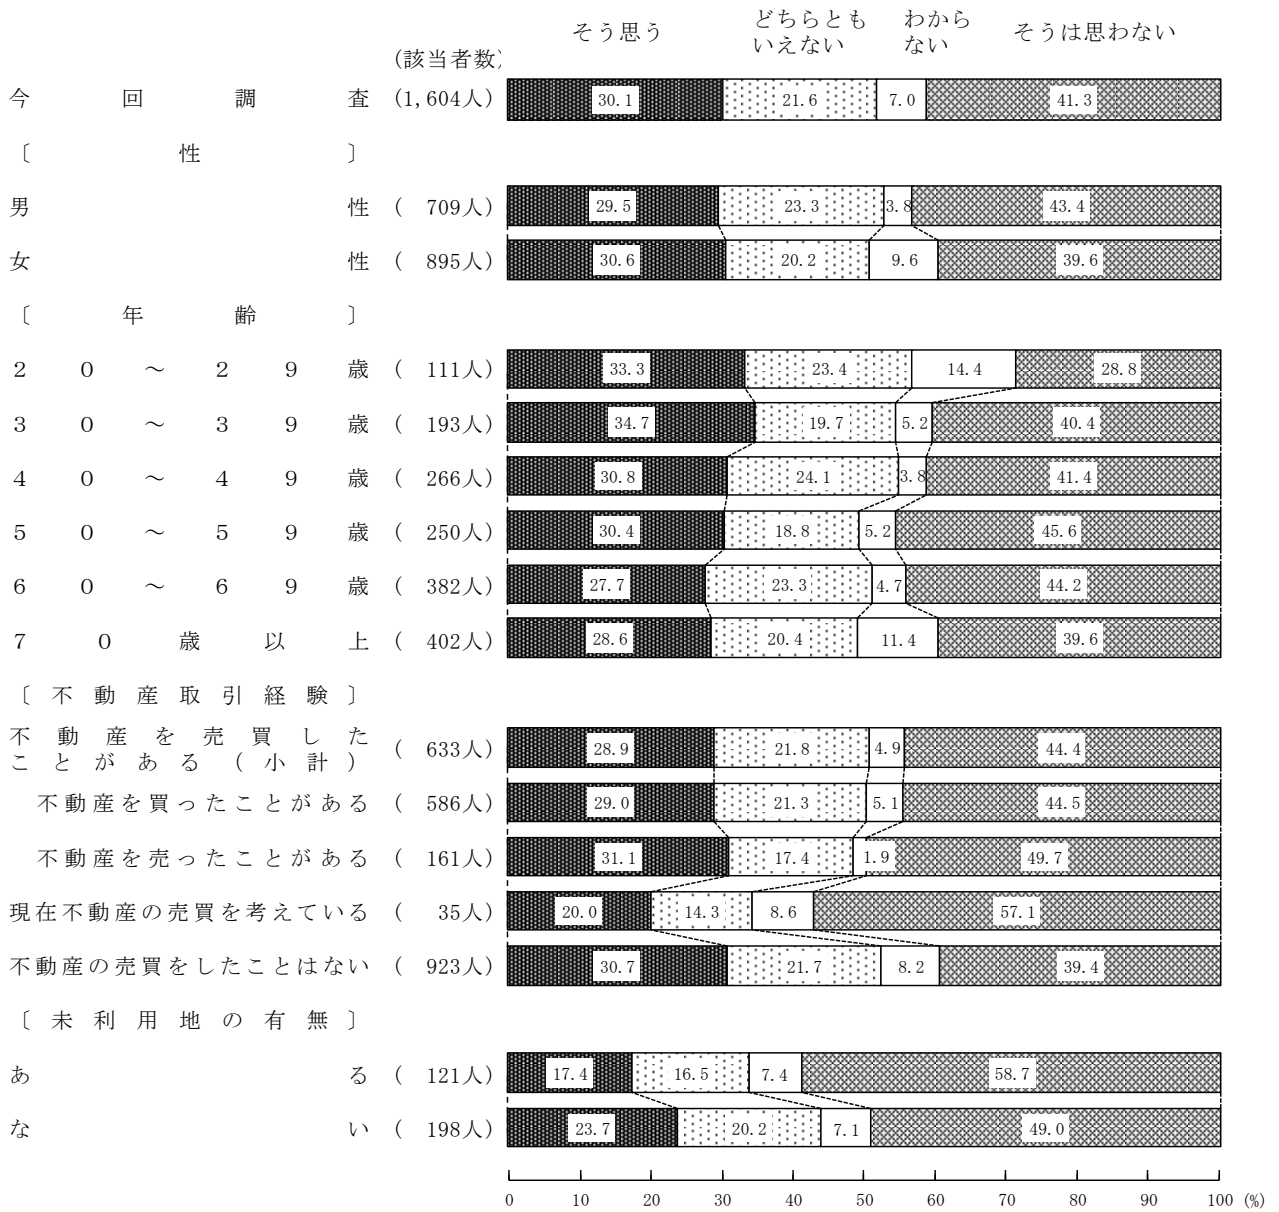 そう思う どちらとも わから そうは思わない
いえない ない
(該当者数)
今回調査 (1,604人) 30.1 21.6 7.0 41.3
〔性〕
男性 (709人) 29.5 23.3 3.8 43.4
女性 (895人) 30.6 20.2 9.6 39.6
〔年齢〕
20～29歳 (111人) 33.3 23.4 14.4 28.8
30～39歳 (193人) 34.7 19.7 5.2 40.4
40～49歳 (266人) 30.8 24.1 3.8 41.4
50～59歳 (250人) 30.4 18.8 5.2 45.6
60～69歳 (382人) 27.7 23.3 4.7 44.2
70歳以上 (402人) 28.6 20.4 11.4 39.6
〔不動産取引経験〕
不動産を売買した
ことがある(小計) (633人) 28.9 21.8 4.9 44.4
不動産を買ったことがある (586人) 29.0 21.3 5.1 44.5
不動産を売ったことがある (161人) 31.1 17.4 1.9 49.7
現在不動産の売買を考えている (35人) 20.0 14.3 8.6 57.1
不動産の売買をしたことはない (923人) 30.7 21.7 8.2 39.4
〔未利用地の有無〕
ある (121人) 17.4 16.5 7.4 58.7
ない (198人) 23.7 20.2 7.1 49.0
0 10 20 30 40 50 60 70 80 90 100 (%)